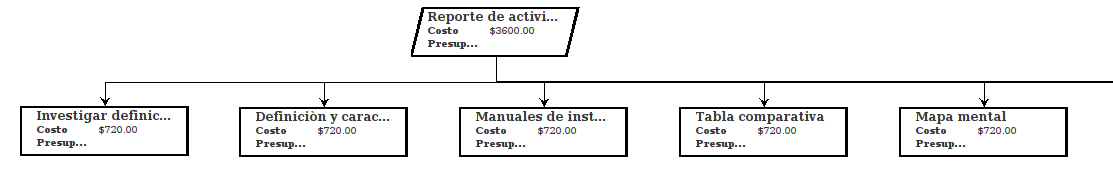 Reporte de activi...
Costo $3600.00
Presup...
Investigar definic...
Costo $720.00
Presup...
Definiciòn y carac...
Costo $720.00
Presup...
Manuales de inst...
Costo $720.00
Presup...
Tabla comparativa
Costo $720.00
Presup...
Mapa mental
Costo $720.00
Presup...